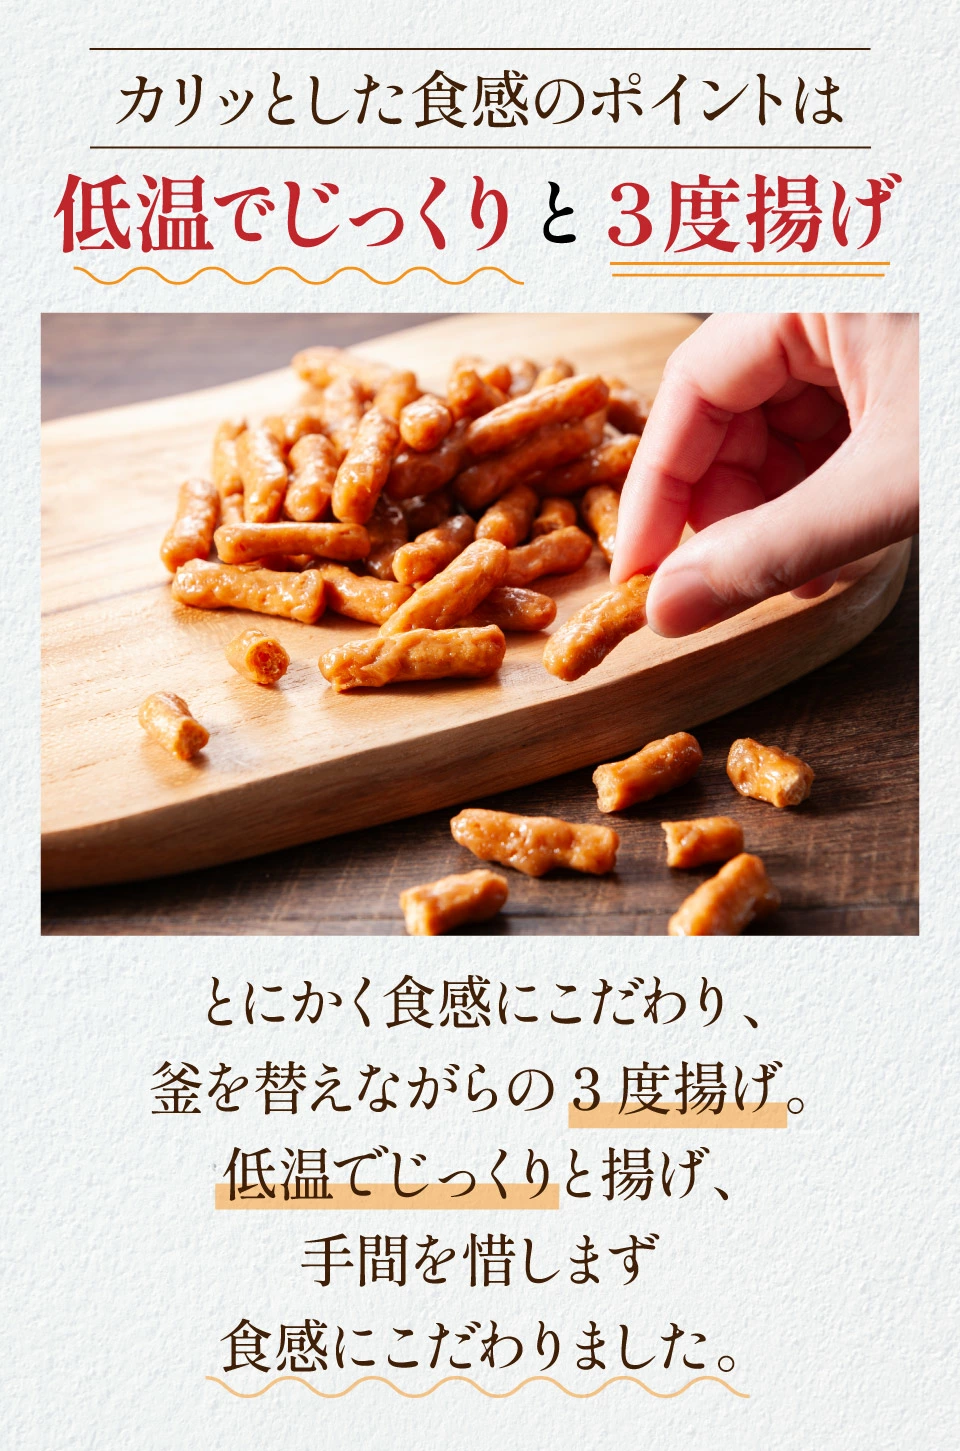 カリッとした食感のポイントは
低温でじっくりと３度揚げ
とにかく食感にこだわり、
釜を替えながらの３度揚げ。
低温でじっくりと揚げ、
手間を惜しまず
食感にこだわりました。